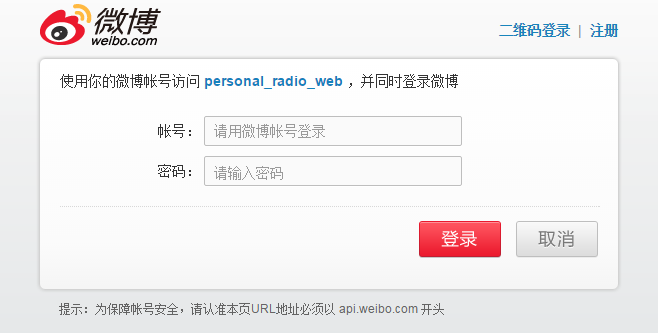 微博
weibo.com
二维码登录 | 注册
使用你的微博帐号访问 personal_radio_web ，并同时登录微博
帐号： 请用微博帐号登录
密码： 请输入密码
登录 取消
提示：为保障帐号安全，请认准本页URL地址必须以 api.weibo.com 开头